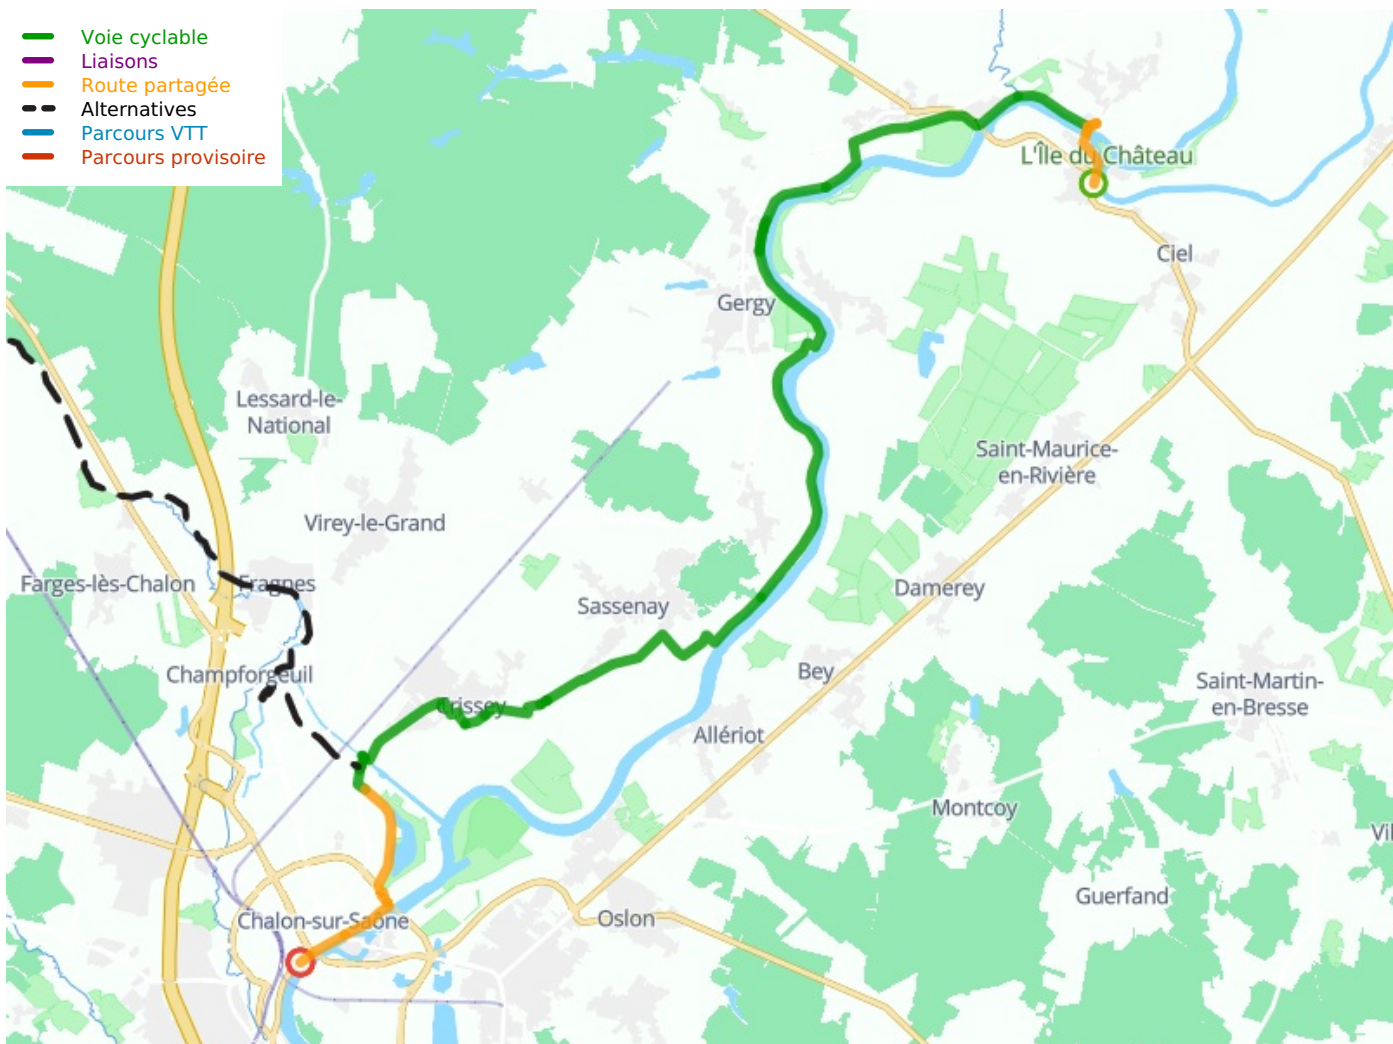 Voie cyclable
Liaisons
Route partagée
Alternatives
Parcours VTT
Parcours provisoire
L'Île du Château
Ciel
Gergy
Lessard-le-
National
Saint-Maurice-
en-Rivière
Virey-le-Grand
Farges-lès-Chalon
Fragnes
Damerey
Sassenay
Champforgeuil
Bey
Saint-Martin-
en-Bresse
Crissey
Allériot
Montcoy
Vil
Guerfand
Chalon-sur-Saône
Oslon